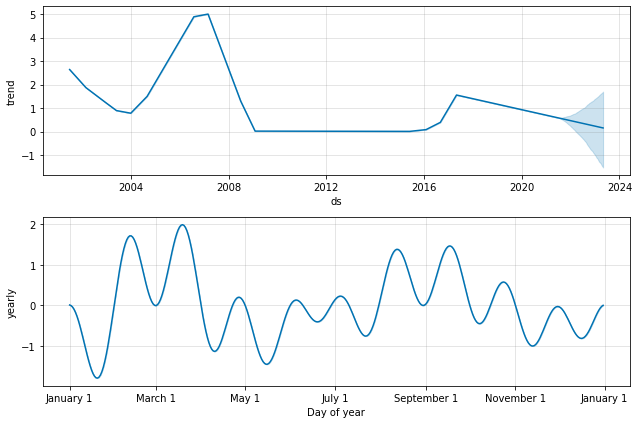 5
4
3
2
1
0
−1
trend
2004 2008 2012 2016 2020 2024
ds
2
1
0
−1
yearly
January 1 March 1 May 1 July 1 September 1 November 1 January 1
Day of year